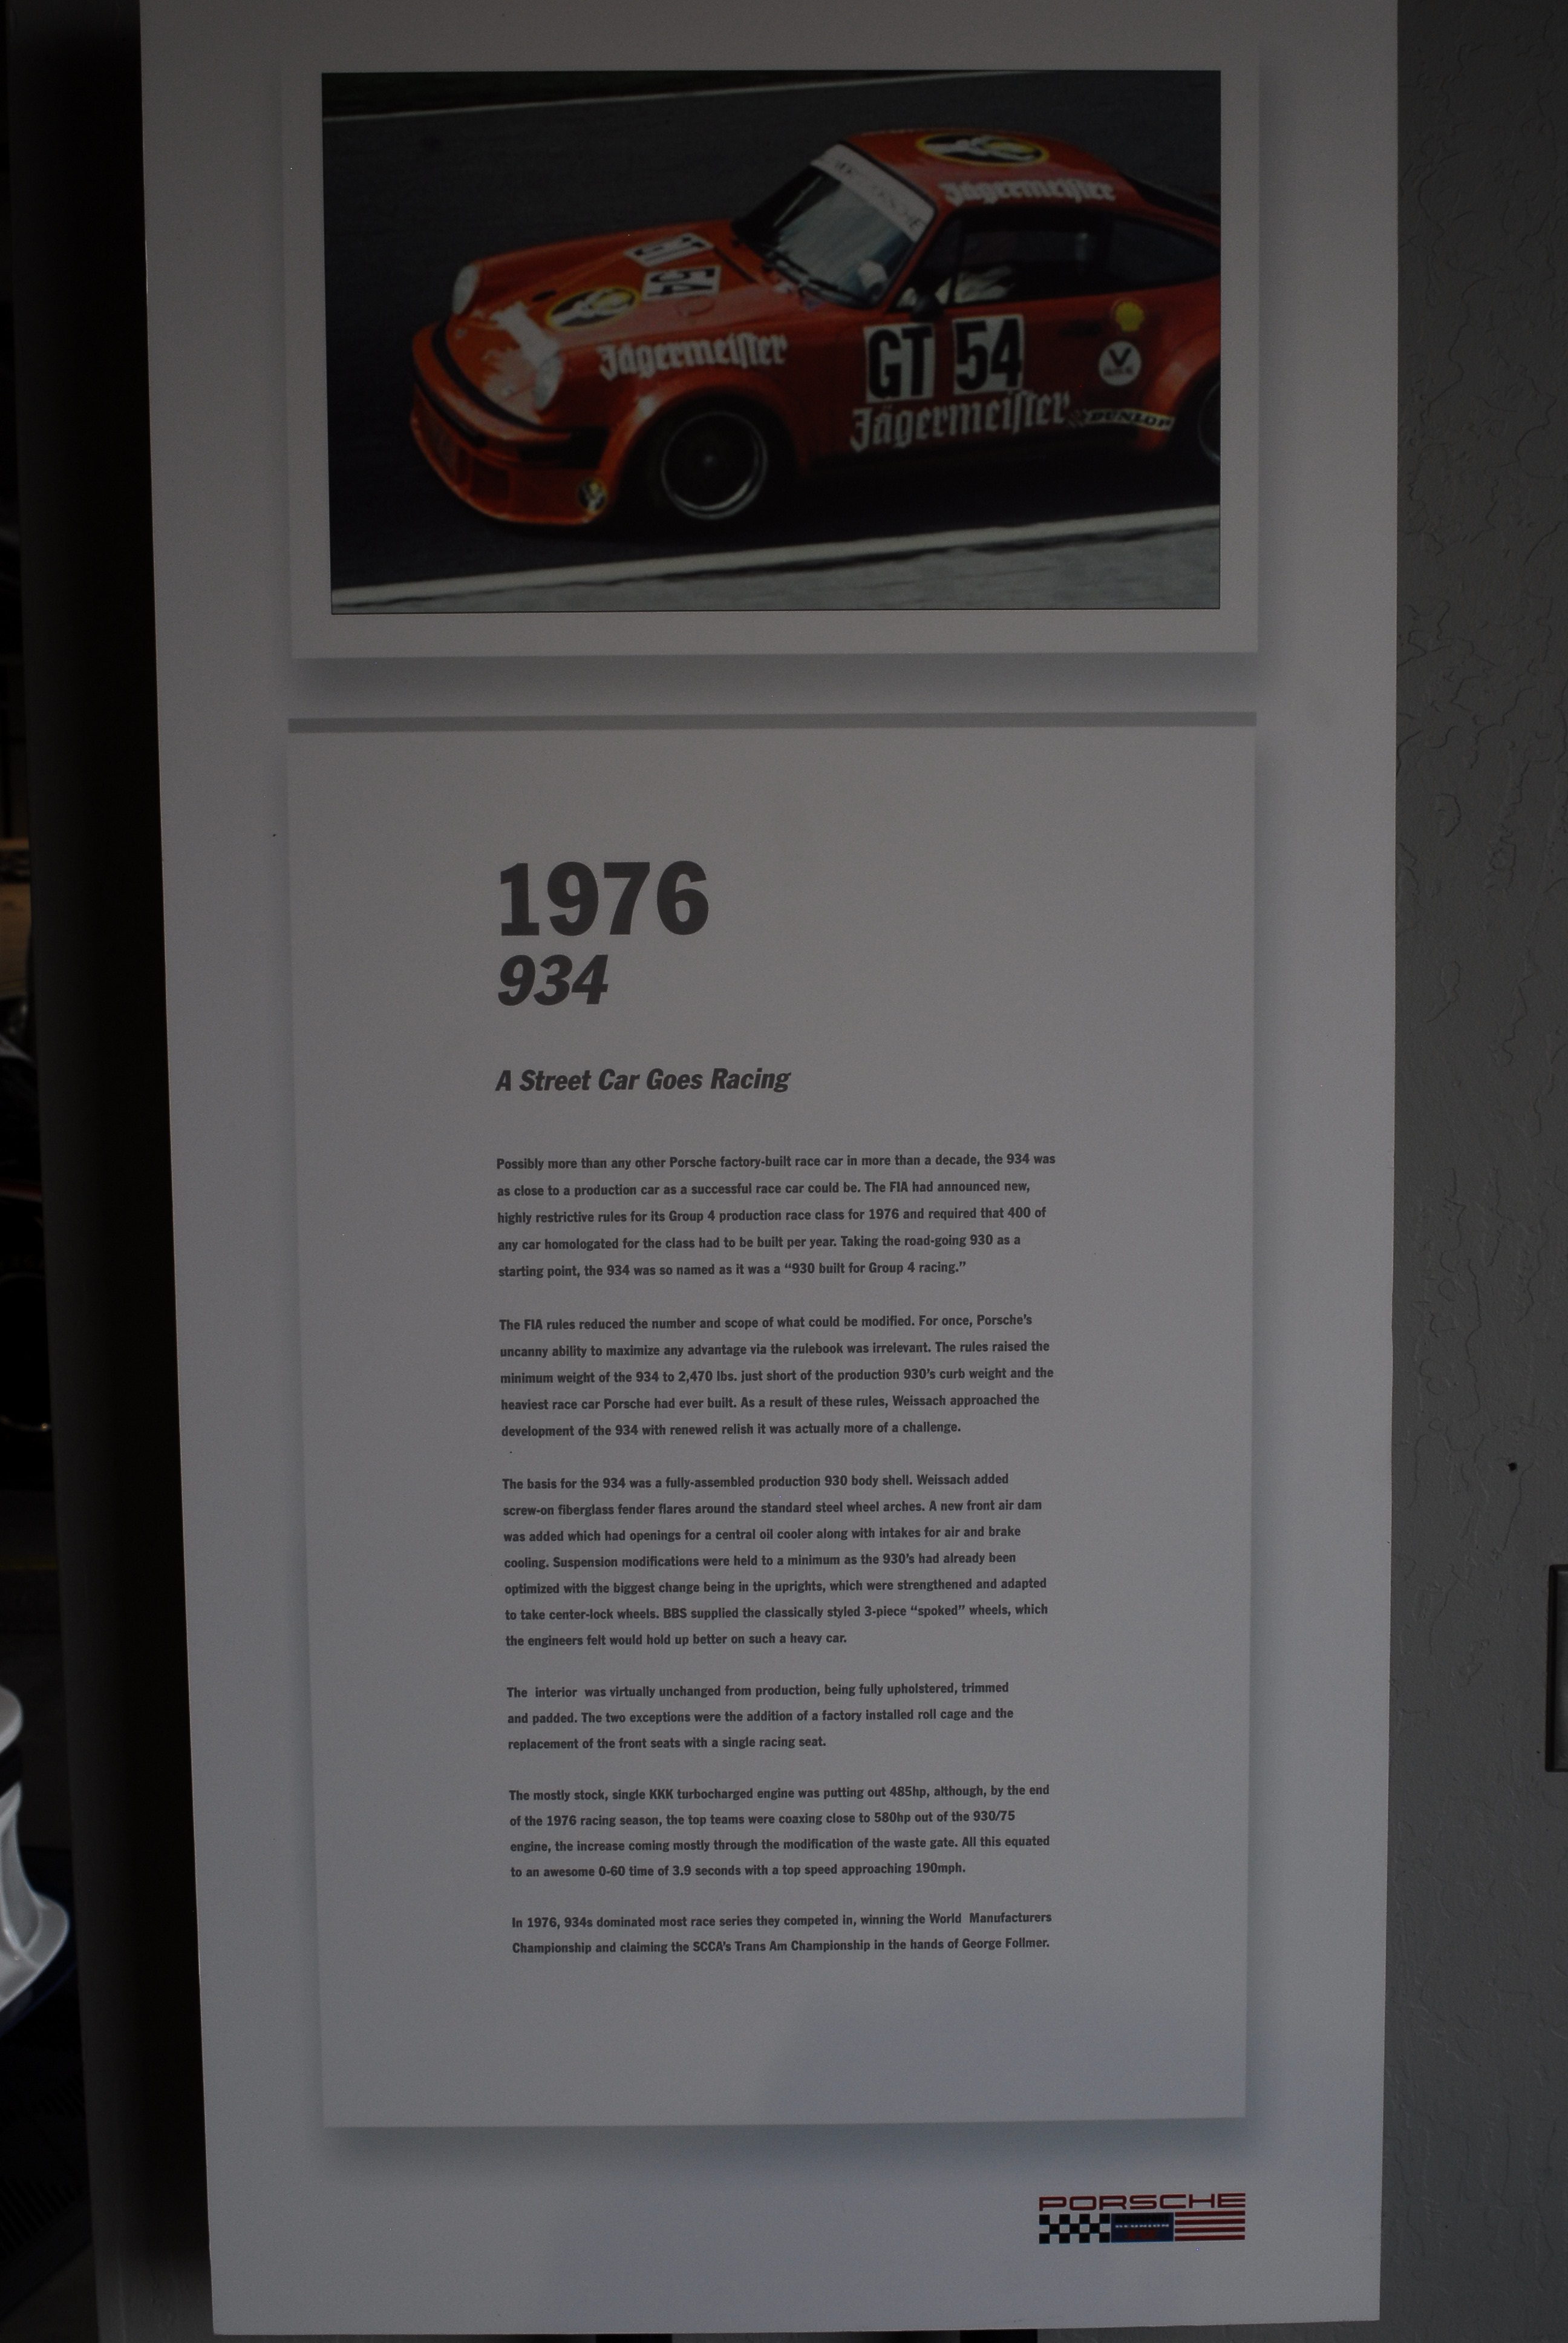 Jägermeister
54
Jägermeister
GT 54
Jägermeister
DUNLOP
1976
934
A Street Car Goes Racing
Possibly more than any other Porsche factory-built race car in more than a decade, the 934 was
as close to a production car as a successful race car could be. The FIA had announced new,
highly restrictive rules for its Group 4 production race class for 1976 and required that 400 of
any car homologated for the class had to be built per year. Taking the road-going 930 as a
starting point, the 934 was so named as it was a “930 built for Group 4 racing.”
The FIA rules reduced the number and scope of what could be modified. For once, Porsche’s
uncanny ability to maximize any advantage via the rulebook was irrelevant. The rules raised the
minimum weight of the 934 to 2,470 lbs. just short of the production 930’s curb weight and the
heaviest race car Porsche had ever built. As a result of these rules, Weissach approached the
development of the 934 with renewed relish it was actually more of a challenge.
The basis for the 934 was a fully-assembled production 930 body shell. Weissach added
screw-on fiberglass fender flares around the standard steel wheel arches. A new front air dam
was added which had openings for a central oil cooler along with intakes for air and brake
cooling. Suspension modifications were held to a minimum as the 930’s had already been
optimized with the biggest change being in the uprights, which were strengthened and adapted
to take center-lock wheels. BBS supplied the classically styled 3-piece “spoked” wheels, which
the engineers felt would hold up better on such a heavy car.
The interior was virtually unchanged from production, being fully upholstered, trimmed
and padded. The two exceptions were the addition of a factory installed roll cage and the
replacement of the front seats with a single racing seat.
The mostly stock, single KKK turbocharged engine was putting out 485hp, although, by the end
of the 1976 racing season, the top teams were coaxing close to 580hp out of the 930/75
engine, the increase coming mostly through the modification of the waste gate. All this equated
to an awesome 0-60 time of 3.9 seconds with a top speed approaching 190mph.
In 1976, 934s dominated most race series they competed in, winning the World Manufacturers
Championship and claiming the SCCA’s Trans Am Championship in the hands of George Follmer.
PORSCHE
REUNION